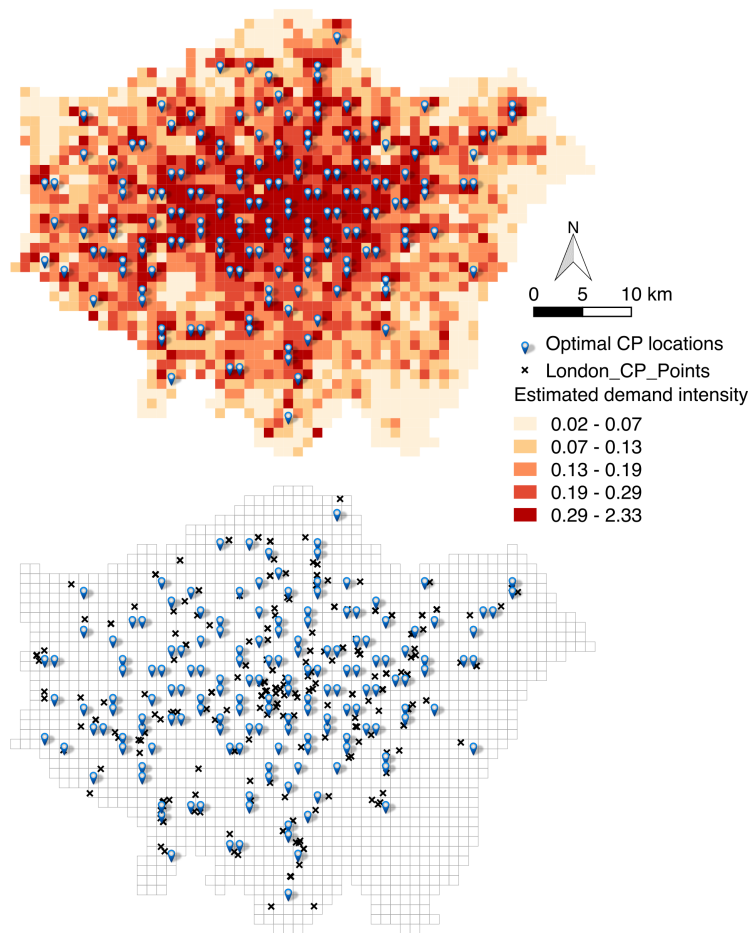 N
0 5 10 km
Optimal CP locations
London_CP_Points
Estimated demand intensity
0.02 - 0.07
0.07 - 0.13
0.13 - 0.19
0.19 - 0.29
0.29 - 2.33